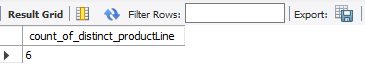 Result Grid Filter Rows: Export:
count_of_distinct_productLine
6